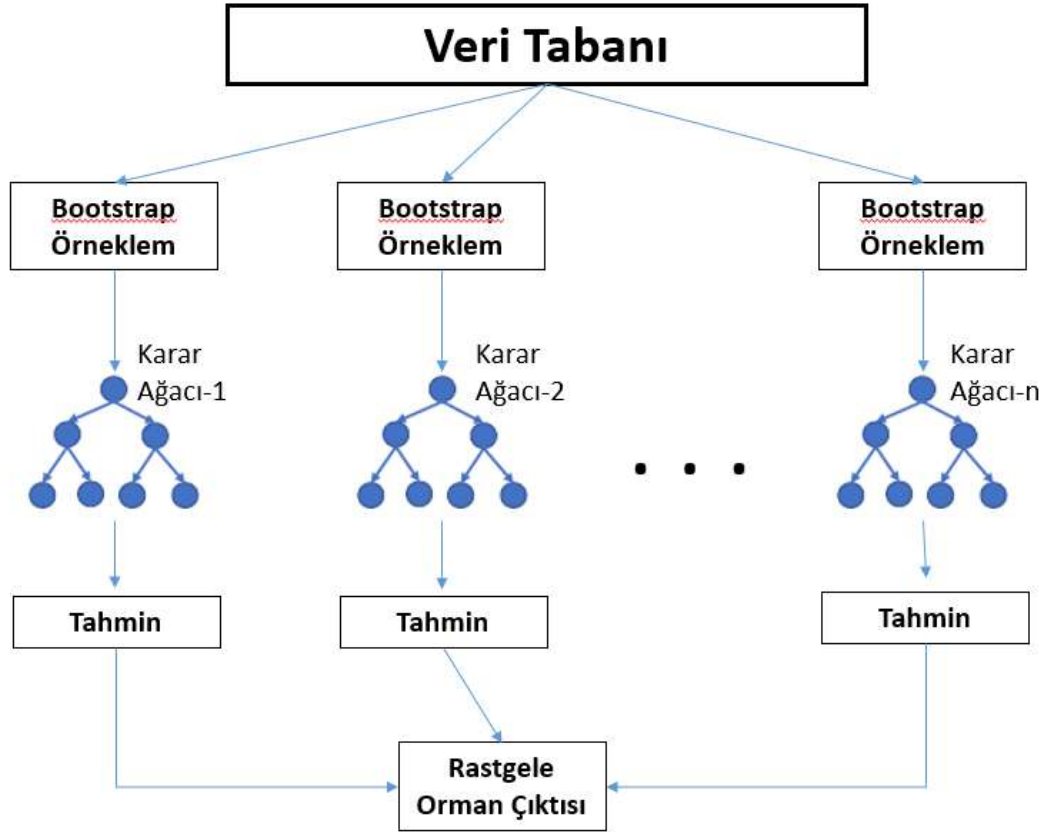 Veri Tabanı
Bootstrap
Örneklem
Bootstrap
Örneklem
Bootstrap
Örneklem
Karar
Ağacı-1
Karar
Ağacı-2
Karar
Ağacı-n
. . .
Tahmin
Tahmin
Tahmin
Rastgele
Orman Çıktısı